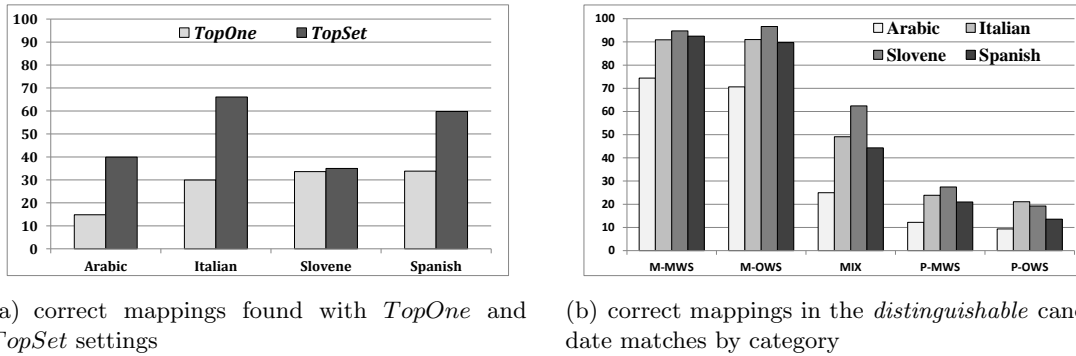 100
90
80
70
60
50
40
30
20
10
0
TopOne TopSet
Arabic Italian Slovene Spanish
100
90
80
70
60
50
40
30
20
10
0
Arabic Italian
Slovene Spanish
M-MWS M-OWS MIX P-MWS P-OWS
a) correct mappings found with TopOne and
TopSet settings
(b) correct mappings in the distinguishable cand
date matches by category